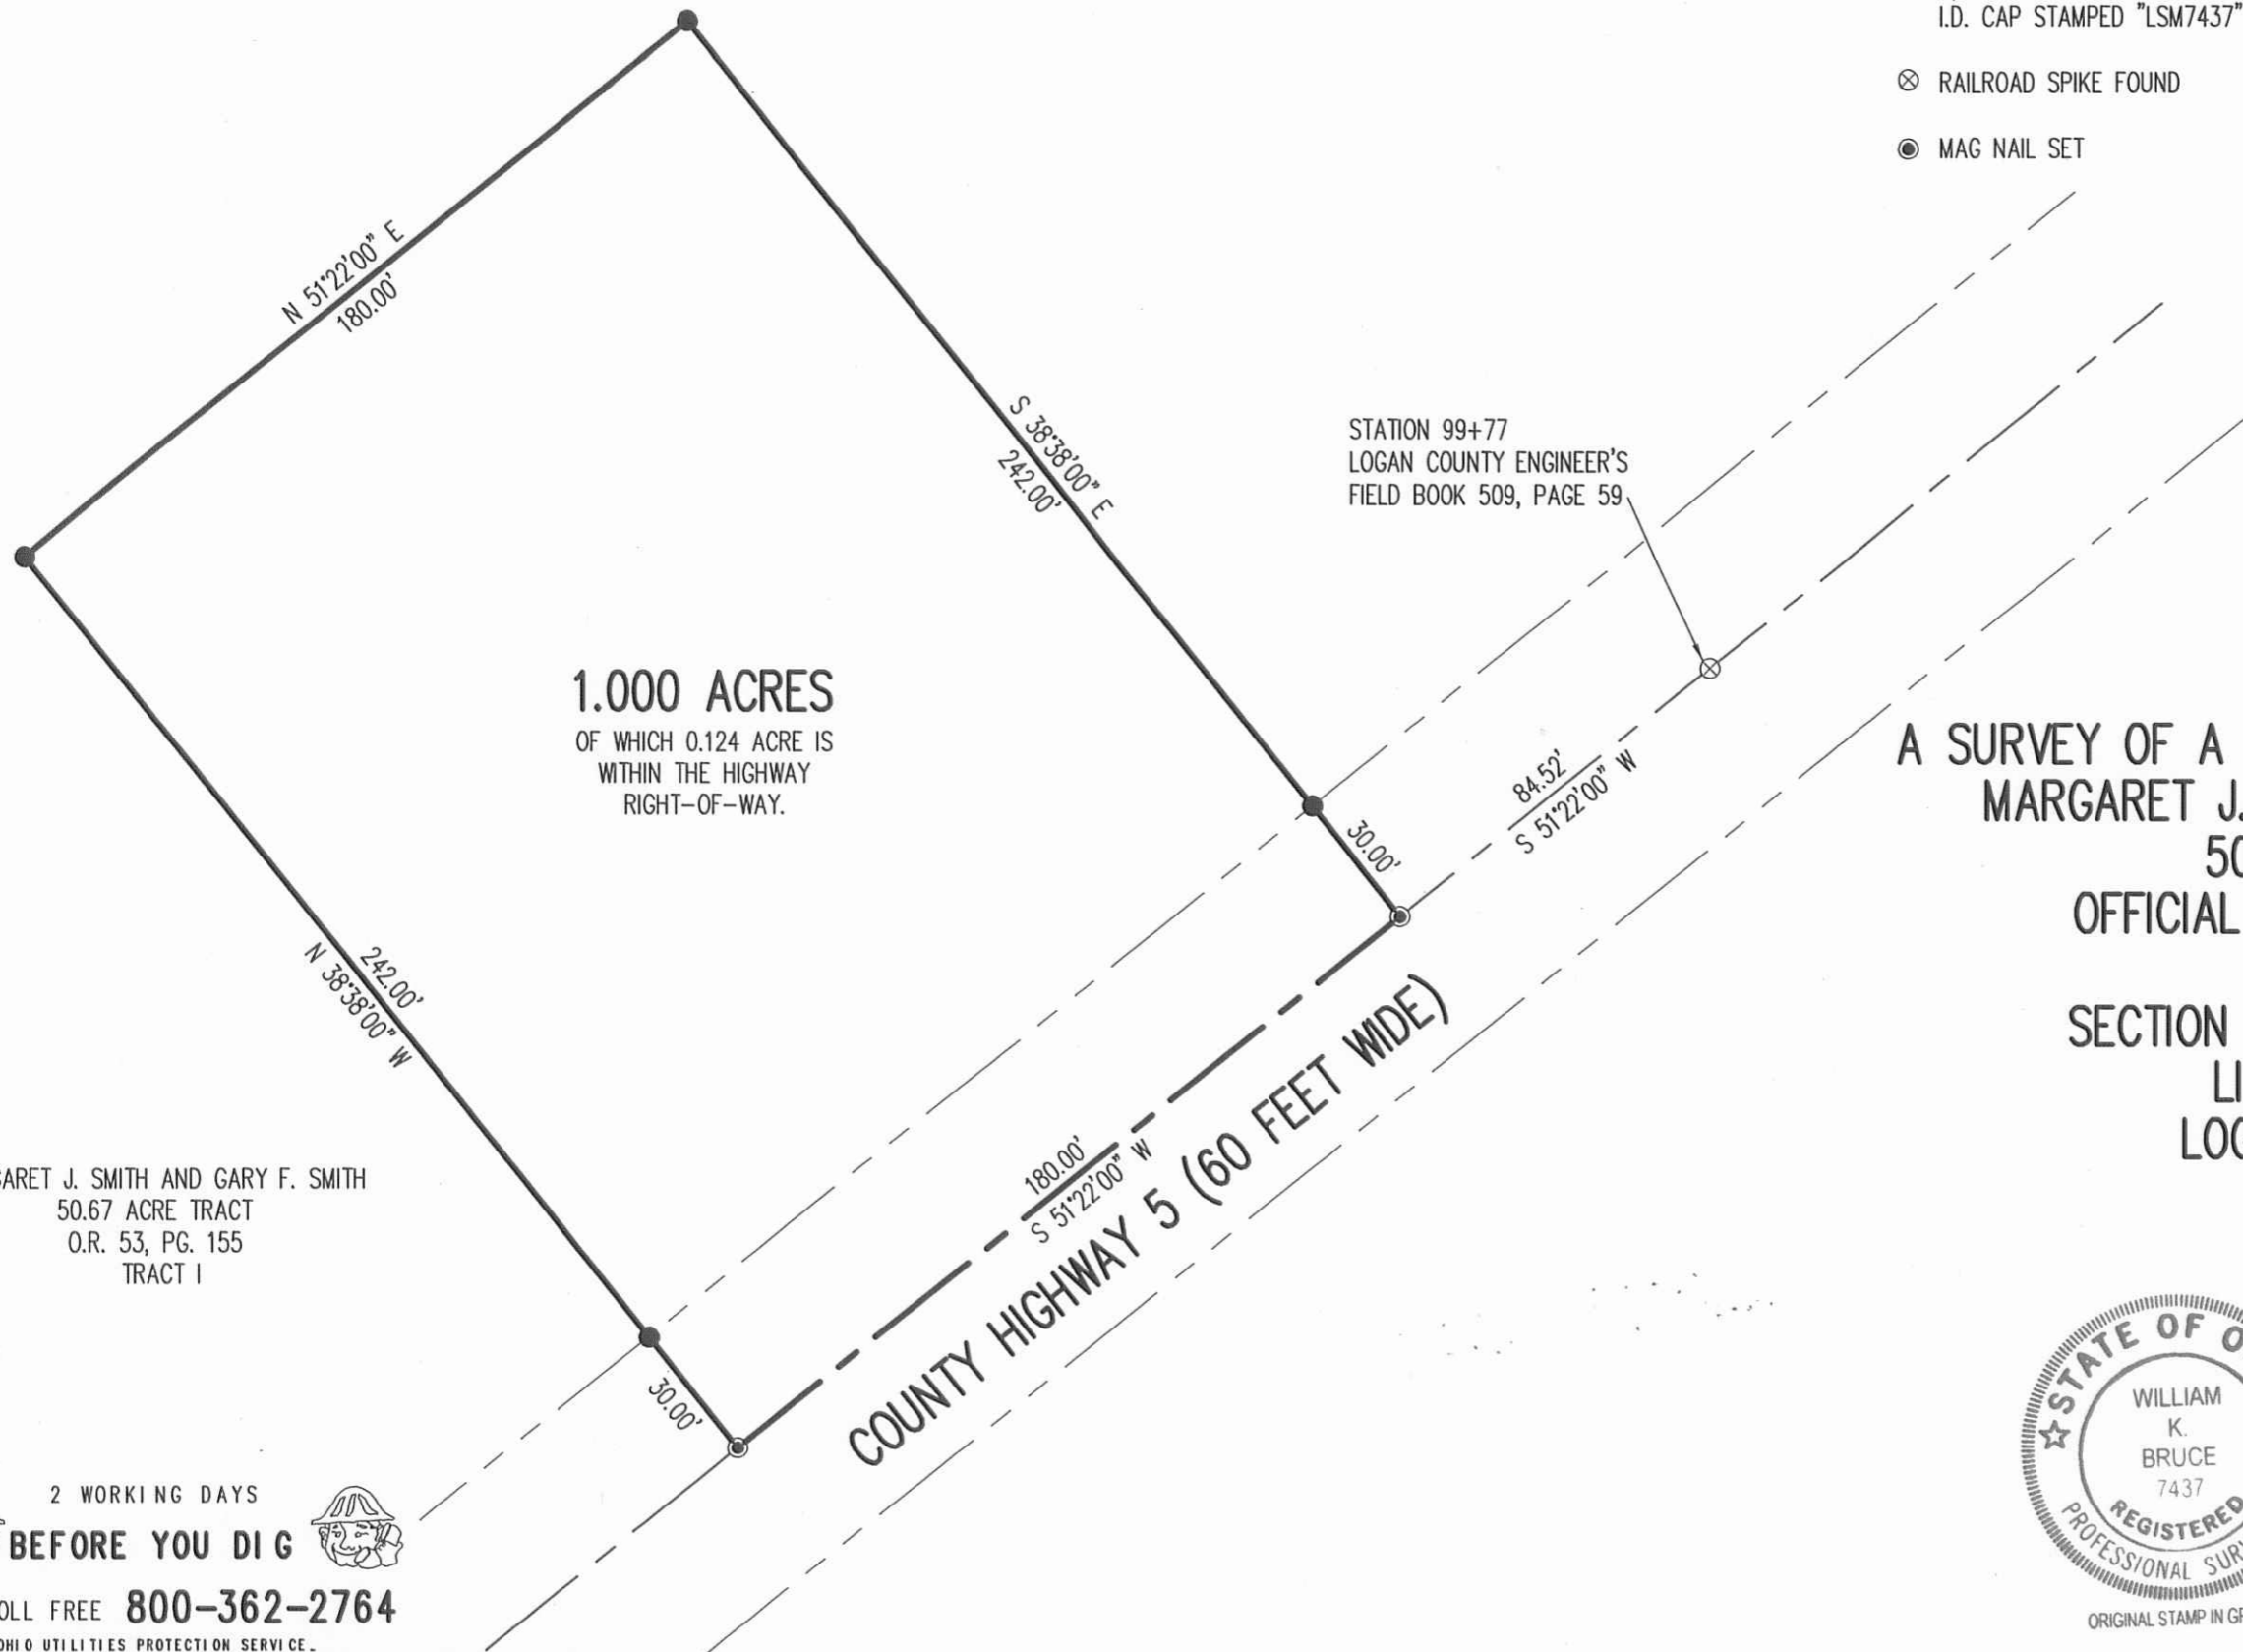 I.D. CAP STAMPED "LSM7437"
⊗ RAILROAD SPIKE FOUND
MAG NAIL SET
N 51°22'00" E
180.00'
S 38°38'00" E
242.00'
STATION 99+77
LOGAN COUNTY ENGINEER'S
FIELD BOOK 509, PAGE 59
1.000 ACRES
OF WHICH 0.124 ACRE IS
WITHIN THE HIGHWAY
RIGHT-OF-WAY.
84.52'
S 51°22'00" W
30.00'
A SURVEY OF A
MARGARET J.
OFFICIAL
SECTION
242.00'
N 38°38'00" W
180.00'
S 51°22'00" W
COUNTY HIGHWAY 5 (60 FEET WIDE)
ARET J. SMITH AND GARY F. SMITH
50.67 ACRE TRACT
O.R. 53, PG. 155
TRACT I
30.00'
2 WORKING DAYS
BEFORE YOU DIG
OLL FREE 800-362-2764
OHIO UTILITIES PROTECTION SERVICE.
STATE OF O
WILLIAM
K.
BRUCE
7437
REGISTERED
PROFESSIONAL SUR
ORIGINAL STAMP IN GR